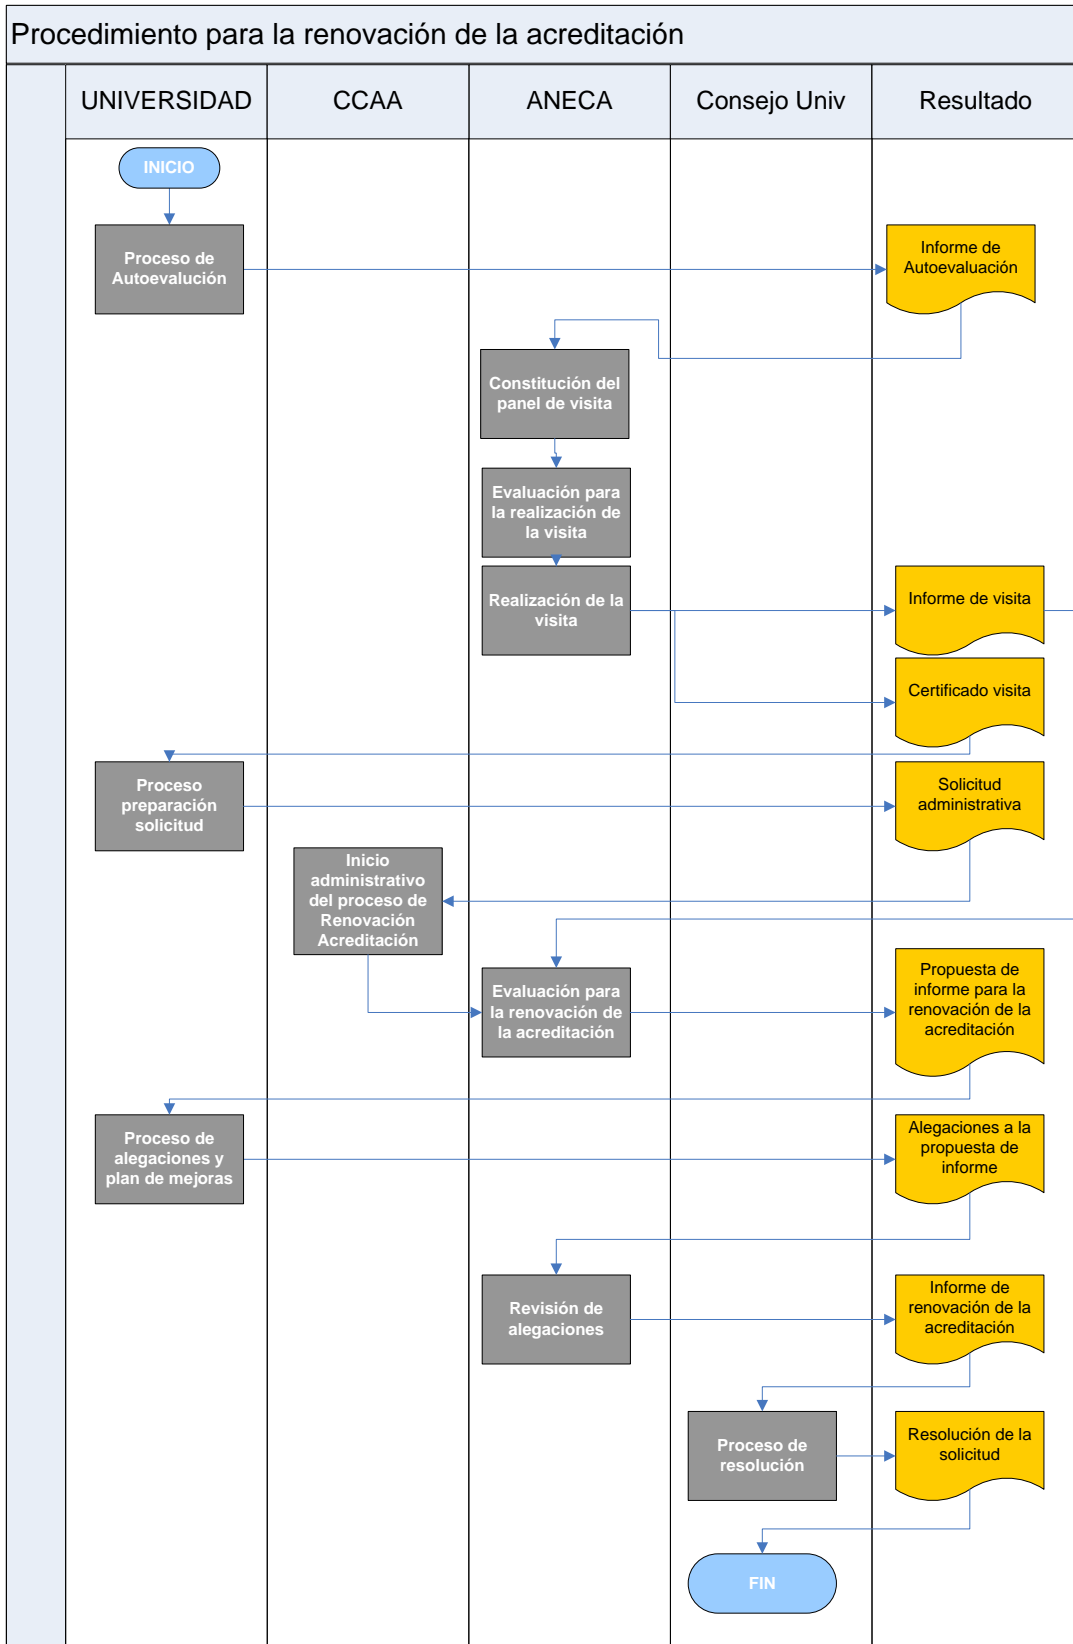 Procedimiento para la renovación de la acreditación
UNIVERSIDAD
CCAA
ANECA
Consejo Univ
Resultado
INICIO
Proceso de
Autoevalución
Informe de
Autoevaluación
Constitución del
panel de visita
Evaluación para
la realización de
la visita
Realización de la
visita
Informe de visita
Certificado visita
Proceso
preparación
solicitud
Solicitud
administrativa
Inicio
administrativo
del proceso de
Renovación
Acreditación
Evaluación para
la renovación de
la acreditación
Propuesta de
informe para la
renovación de la
acreditación
Proceso de
alegaciones y
plan de mejoras
Alegaciones a la
propuesta de
informe
Revisión de
alegaciones
Informe de
renovación de la
acreditación
Proceso de
resolución
Resolución de la
solicitud
FIN